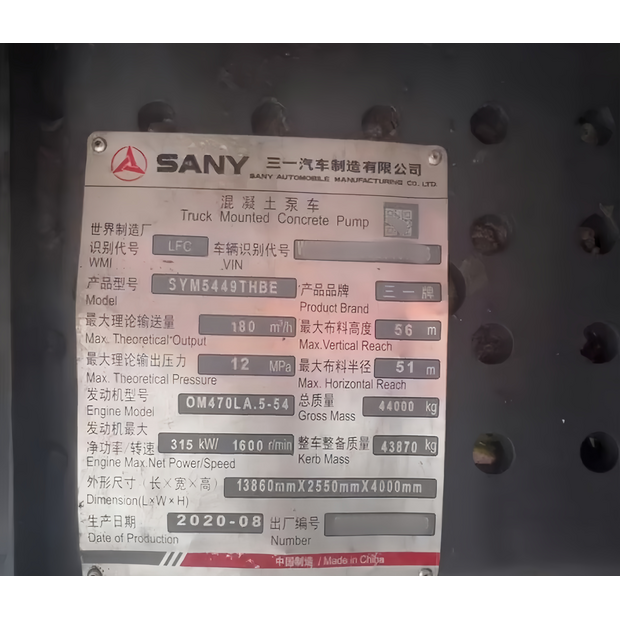 SANY 三一汽车制造有限公司
SANY AUTOMOBILE MANUFACTURING CO., LTD.
混凝土泵车
Truck Mounted Concrete Pump
世界制造厂
识别代号 LFC 车辆识别代号
WMI VIN
产品型号 SYM5449THBE 产品品牌 三一牌
Model Product Brand
最大理论输送量 180 m³/h 最大布料高度 56 m
Max. Theoretical Output Max.Vertical Reach
最大理论输出压力 12 MPa 最大布料半径 51 m
Max. Theoretical Pressure Max. Horizontal Reach
发动机型号 OM470LA.5-54 总质量 44000 kg
Engine Model Gross Mass
发动机最大
净功率/转速 315 kW/ 1600 r/min 整车整备质量 43870 kg
Engine Max.Net Power/Speed Kerb Mass
外形尺寸（长×宽×高） 13860mmX2550mmX4000mm
Dimension(L×W×H)
生产日期 2020-08 出厂编号
Date of Production Number
中国制造 / Made in China